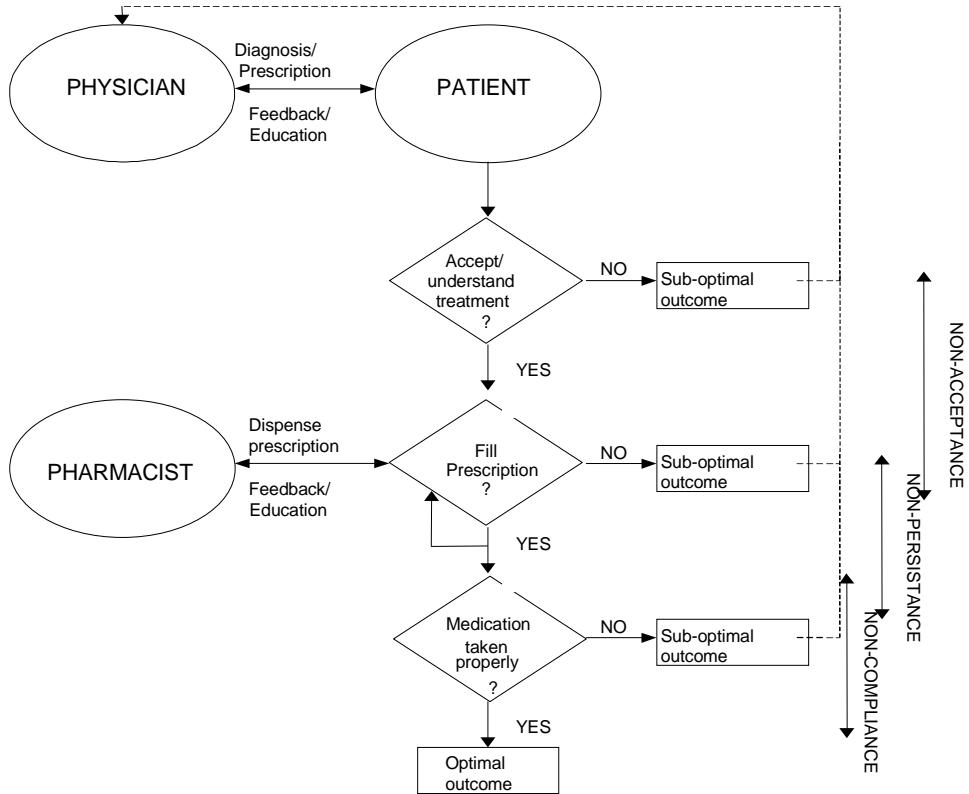 Diagnosis/
Prescription
PHYSICIAN
PATIENT
Feedback/
Education
Accept/
understand
treatment
?
NO
Sub-optimal
outcome
YES
NON-ACCEPTANCE
Dispense
prescription
PHARMACIST
Feedback/
Education
Fill
Prescription
?
NO
Sub-optimal
outcome
YES
NON-PERSISTANCE
Medication
taken
properly
?
NO
Sub-optimal
outcome
YES
NON-COMPLIANCE
Optimal
outcome